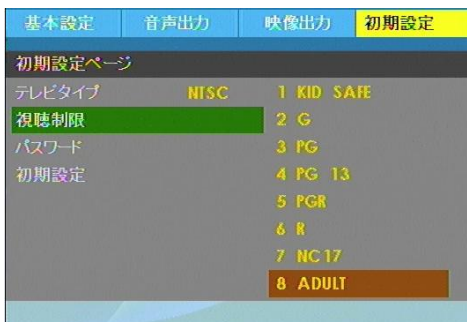 基本設定 音声出力 映像出力 初期設定
初期設定ページ
テレビタイプ NTSC 1 KID SAFE
視聴制限 2 G
パスワード 3 PG
初期設定 4 PG 13
5 PGR
6 R
7 NC17
8 ADULT